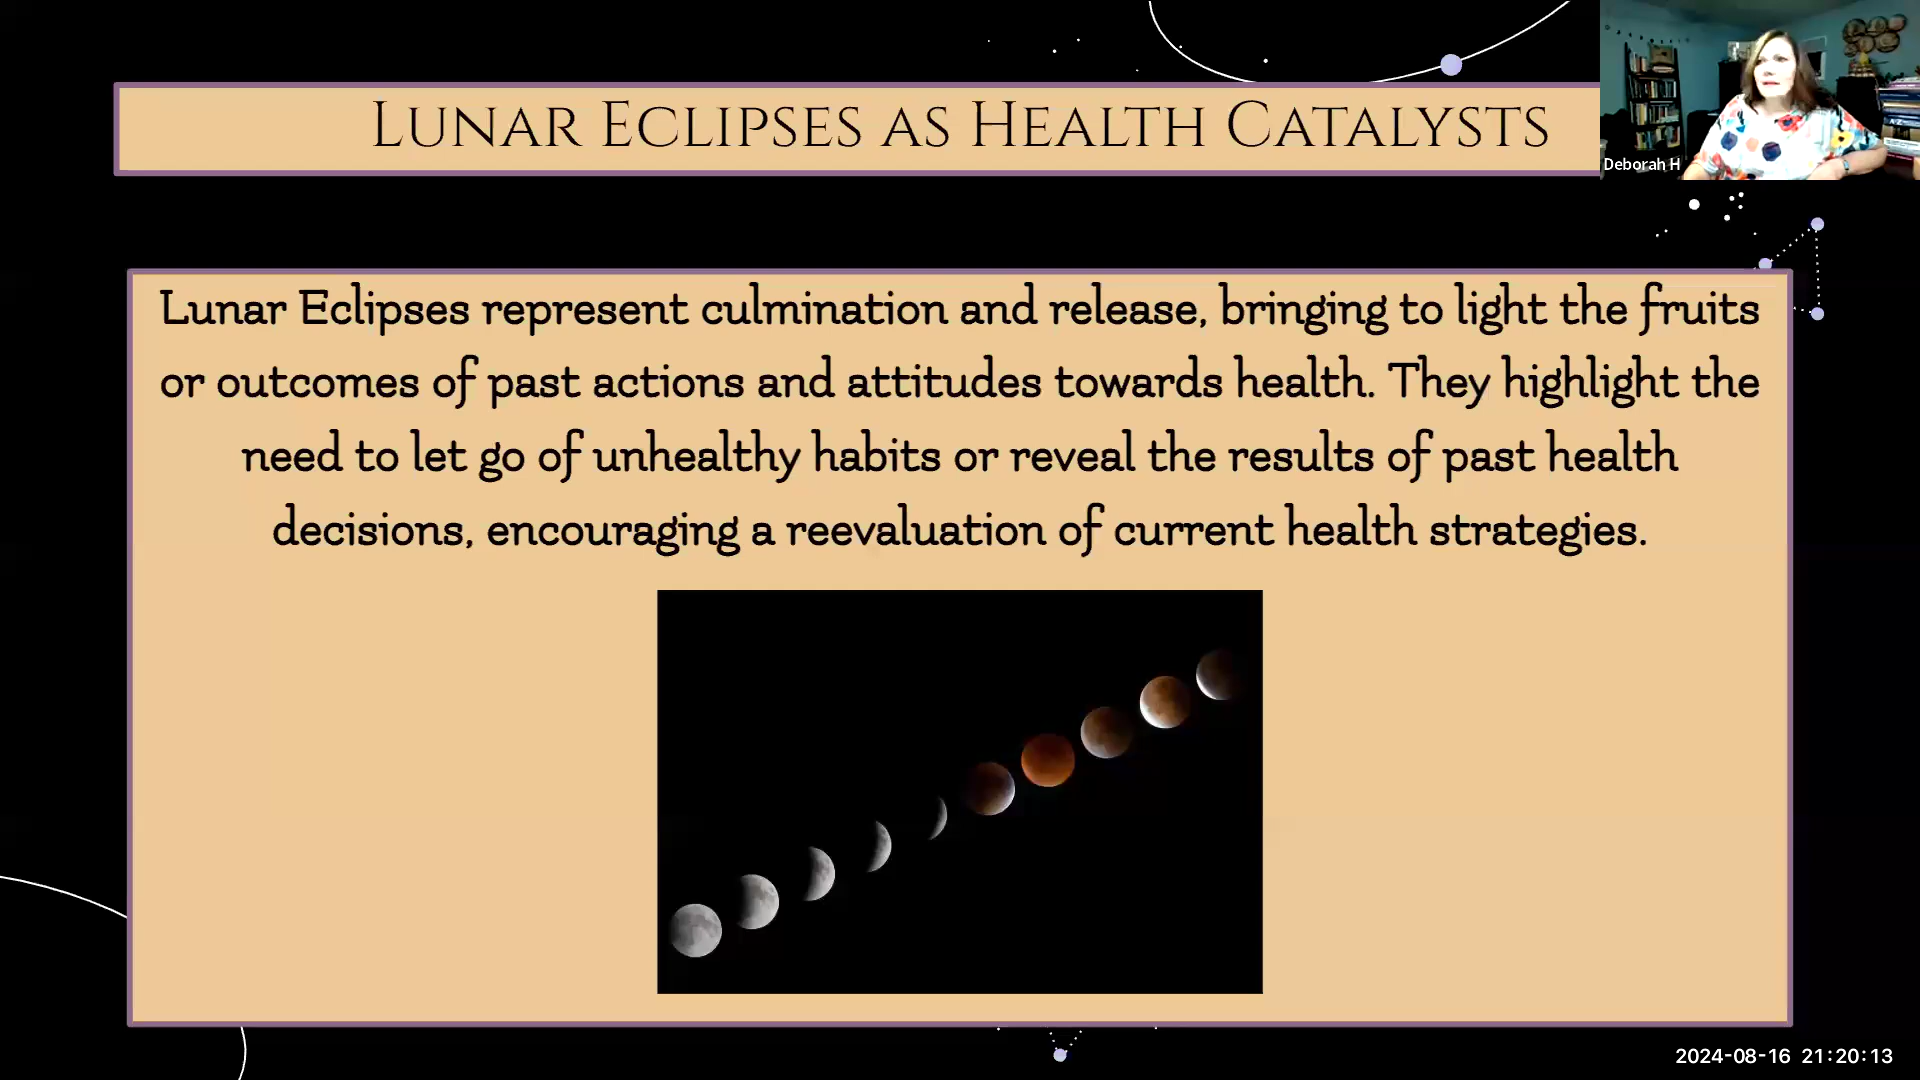 Lunar Eclipses as Health Catalysts
Deborah H
Lunar Eclipses represent culmination and release, bringing to light the fruits
or outcomes of past actions and attitudes towards health. They highlight the
need to let go of unhealthy habits or reveal the results of past health
decisions, encouraging a reevaluation of current health strategies.
2024-08-16 21:20:13